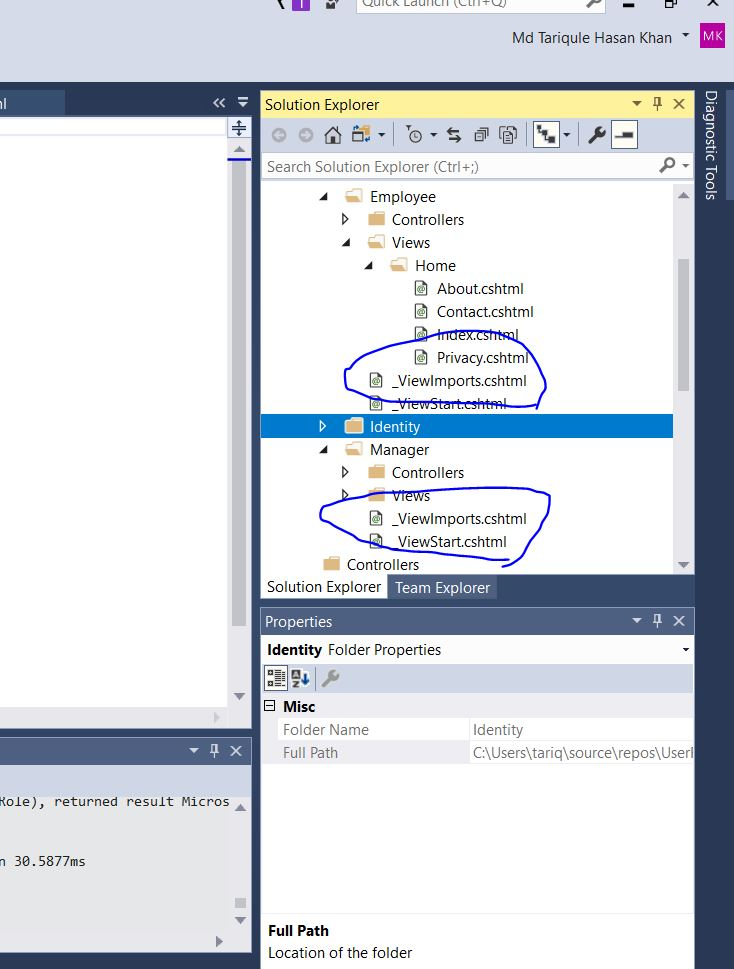 Quick Launch (Ctrl+Q)
Md Tariqule Hasan Khan
MK
Solution Explorer
Diagnostic Tools
Search Solution Explorer (Ctrl+;)
Employee
Controllers
Views
Home
About.cshtml
Contact.cshtml
Index.cshtml
Privacy.cshtml
_ViewImports.cshtml
_ViewStart.cshtml
Identity
Manager
Controllers
Views
_ViewImports.cshtml
_ViewStart.cshtml
Controllers
Solution Explorer Team Explorer
Properties
Identity Folder Properties
Misc
Folder Name Identity
Full Path C:\Users\tariq\source\repos\User
Role), returned result Micros
n 30.5877ms
Full Path
Location of the folder